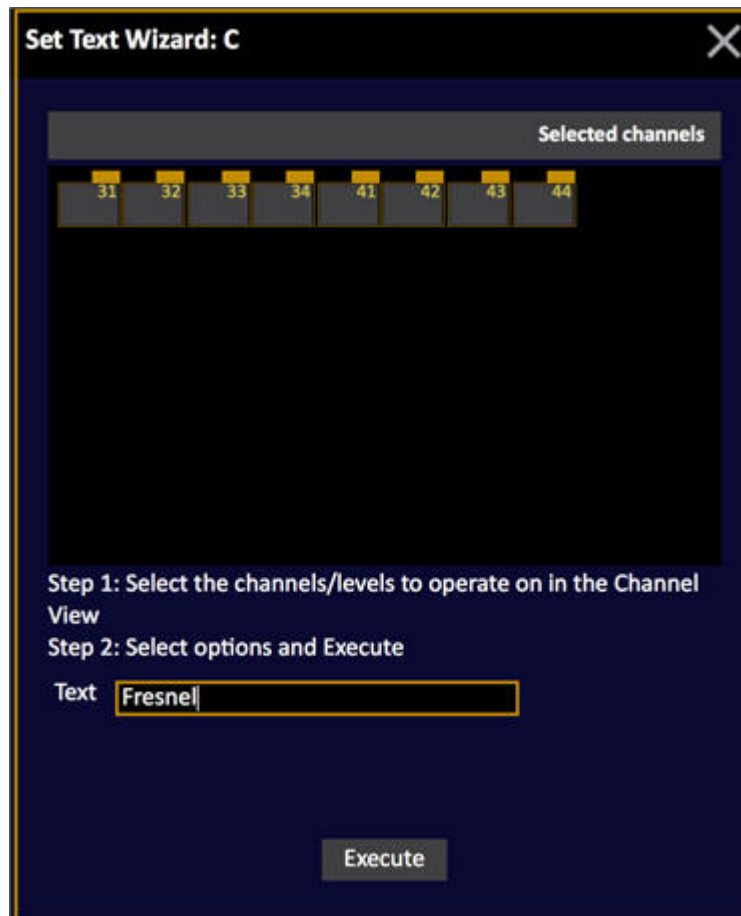 Set Text Wizard: C
Selected channels
31 32 33 34 41 42 43 44
Step 1: Select the channels/levels to operate on in the Channel
View
Step 2: Select options and Execute
Text Fresnel
Execute